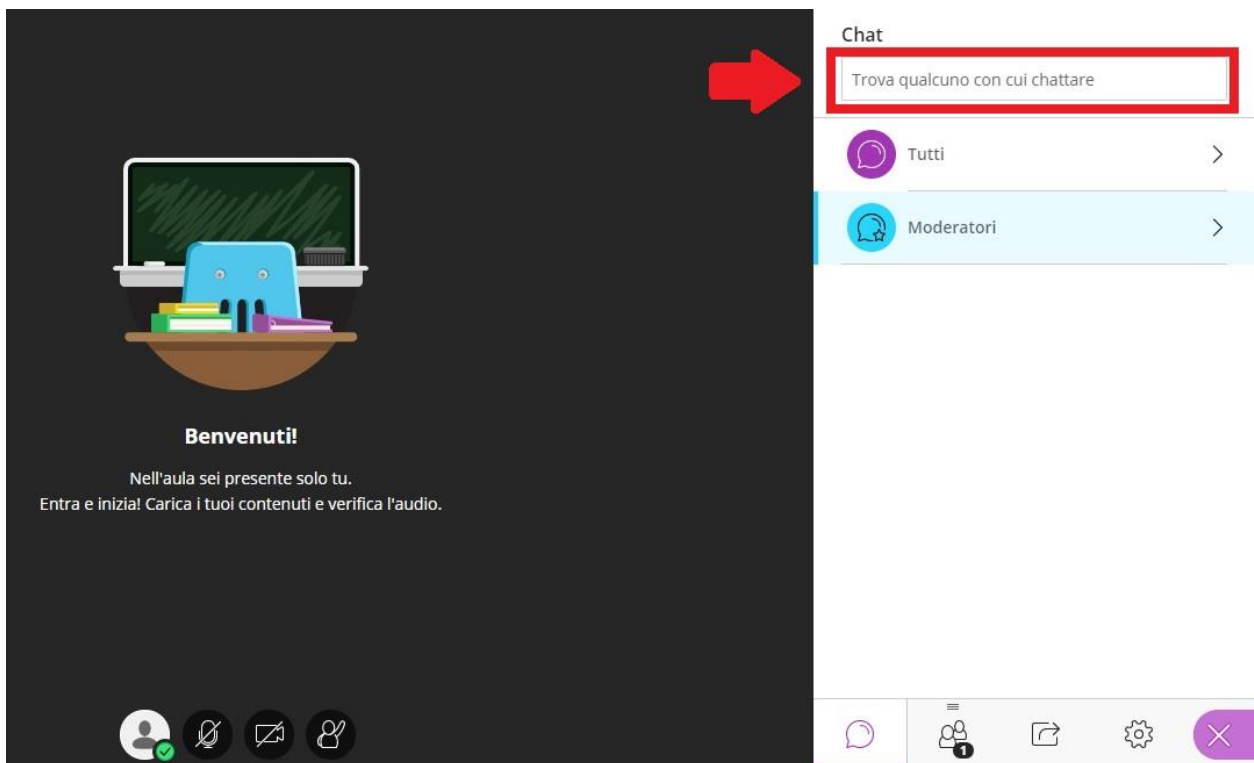 Chat
Trova qualcuno con cui chattare
Tutti
Moderatori
Benvenuti!
Nell'aula sei presente solo tu.
Entra e inizia! Carica i tuoi contenuti e verifica l'audio.
1